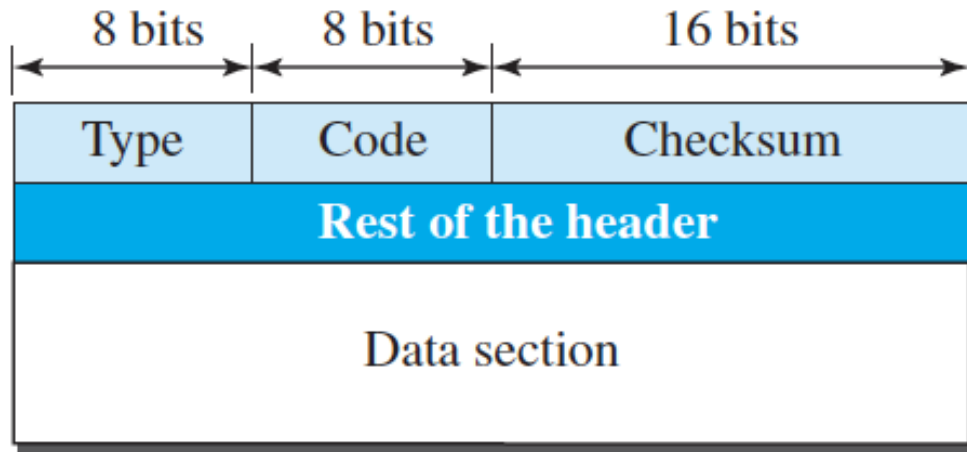 8 bits 8 bits 16 bits
Type Code Checksum
Rest of the header
Data section